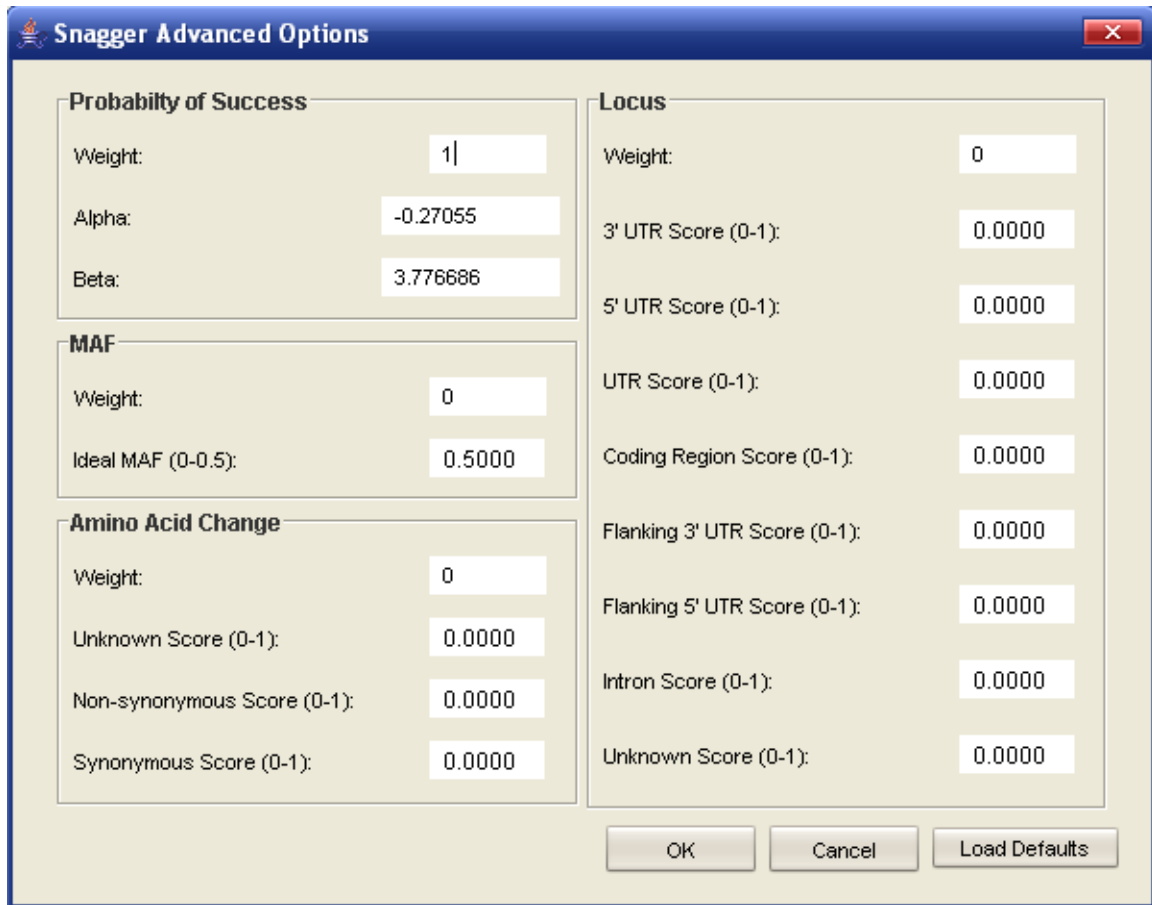 Snagger Advanced Options
Probabilty of Success
Weight: 1
Alpha: -0.27055
Beta: 3.776686
MAF
Weight: 0
Ideal MAF (0-0.5): 0.5000
Amino Acid Change
Weight: 0
Unknown Score (0-1): 0.0000
Non-synonymous Score (0-1): 0.0000
Synonymous Score (0-1): 0.0000
Locus
Weight: 0
3' UTR Score (0-1): 0.0000
5' UTR Score (0-1): 0.0000
UTR Score (0-1): 0.0000
Coding Region Score (0-1): 0.0000
Flanking 3' UTR Score (0-1): 0.0000
Flanking 5' UTR Score (0-1): 0.0000
Intron Score (0-1): 0.0000
Unknown Score (0-1): 0.0000
OK Cancel Load Defaults